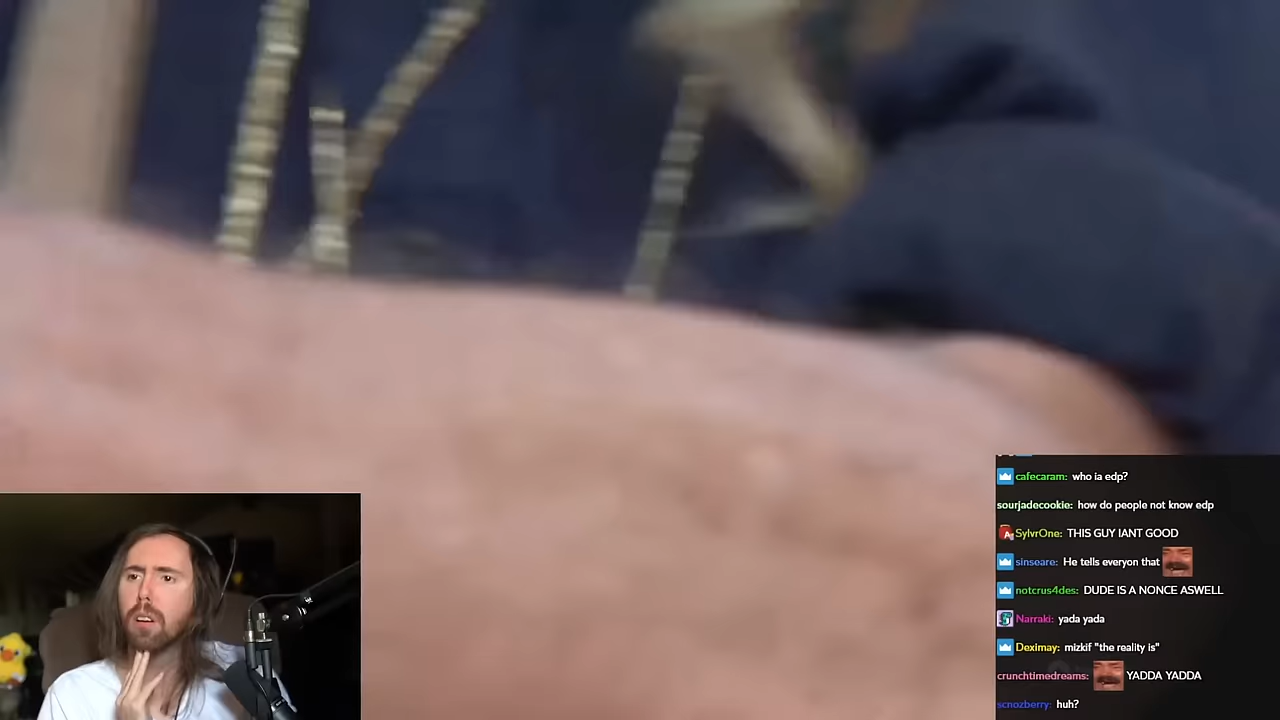 cafecaram: who ia edp?
sourjadecookie: how do people not know edp
SylvrOne: THIS GUY IANT GOOD
sinseare: He tells everyon that
notcrus4des: DUDE IS A NONCE ASWELL
Narraki: yada yada
Deximay: mizkif "the reality is"
crunchtimedreams: YADDA YADDA
scnozberry: huh?